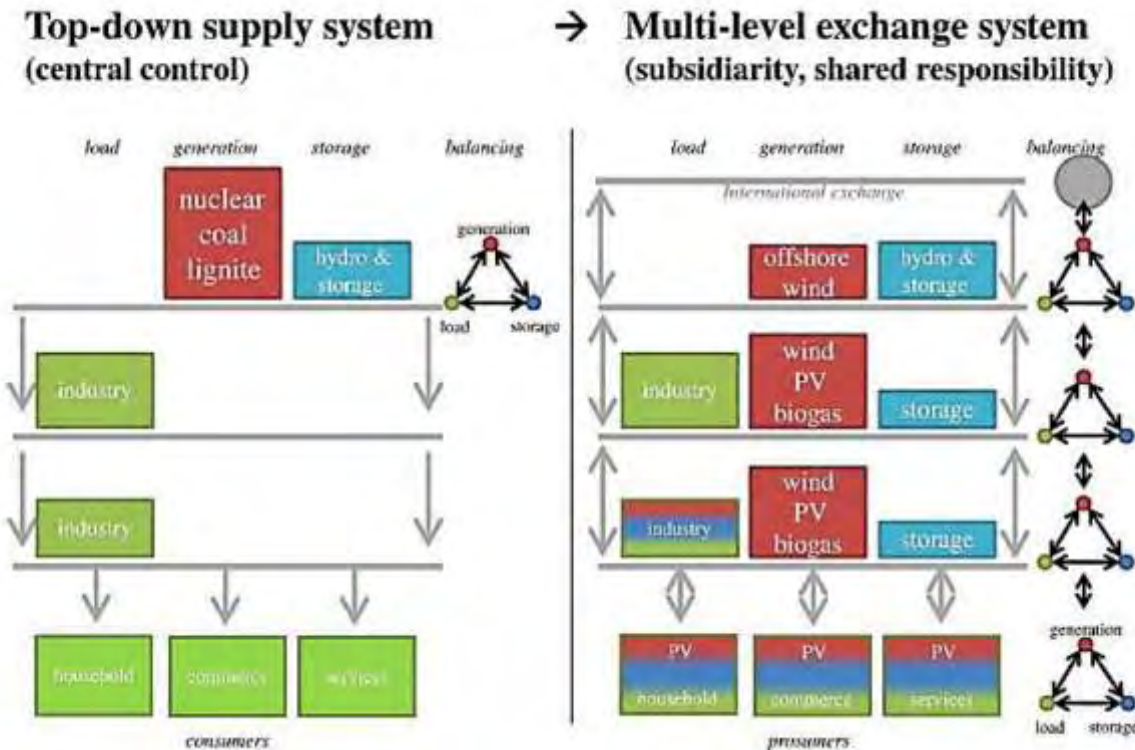 Top-down supply system
(central control)
→
Multi-level exchange system
(subsidiarity, shared responsibility)
load
generation
storage
balancing
nuclear
coal
lignite
hydro &
storage
generation
load
storage
industry
industry
household
commerce
services
consumers
load
generation
storage
balancing
International exchange
offshore
wind
hydro &
storage
industry
wind
PV
biogas
storage
industry
wind
PV
biogas
storage
PV
household
PV
commerce
PV
services
generation
load
storage
prosumers